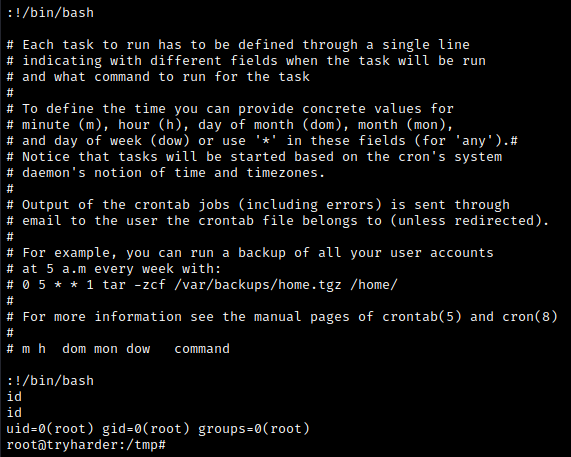 :!/bin/bash
# Each task to run has to be defined through a single line
# indicating with different fields when the task will be run
# and what command to run for the task
#
# To define the time you can provide concrete values for
# minute (m), hour (h), day of month (dom), month (mon),
# and day of week (dow) or use '*' in these fields (for 'any').#
# Notice that tasks will be started based on the cron's system
# daemon's notion of time and timezones.
#
# Output of the crontab jobs (including errors) is sent through
# email to the user the crontab file belongs to (unless redirected).
#
# For example, you can run a backup of all your user accounts
# at 5 a.m every week with:
# 0 5 * * 1 tar -zcf /var/backups/home.tgz /home/
#
# For more information see the manual pages of crontab(5) and cron(8)
#
# m h  dom mon dow   command
:!/bin/bash
id
id
uid=0(root) gid=0(root) groups=0(root)
root@tryharder:/tmp#